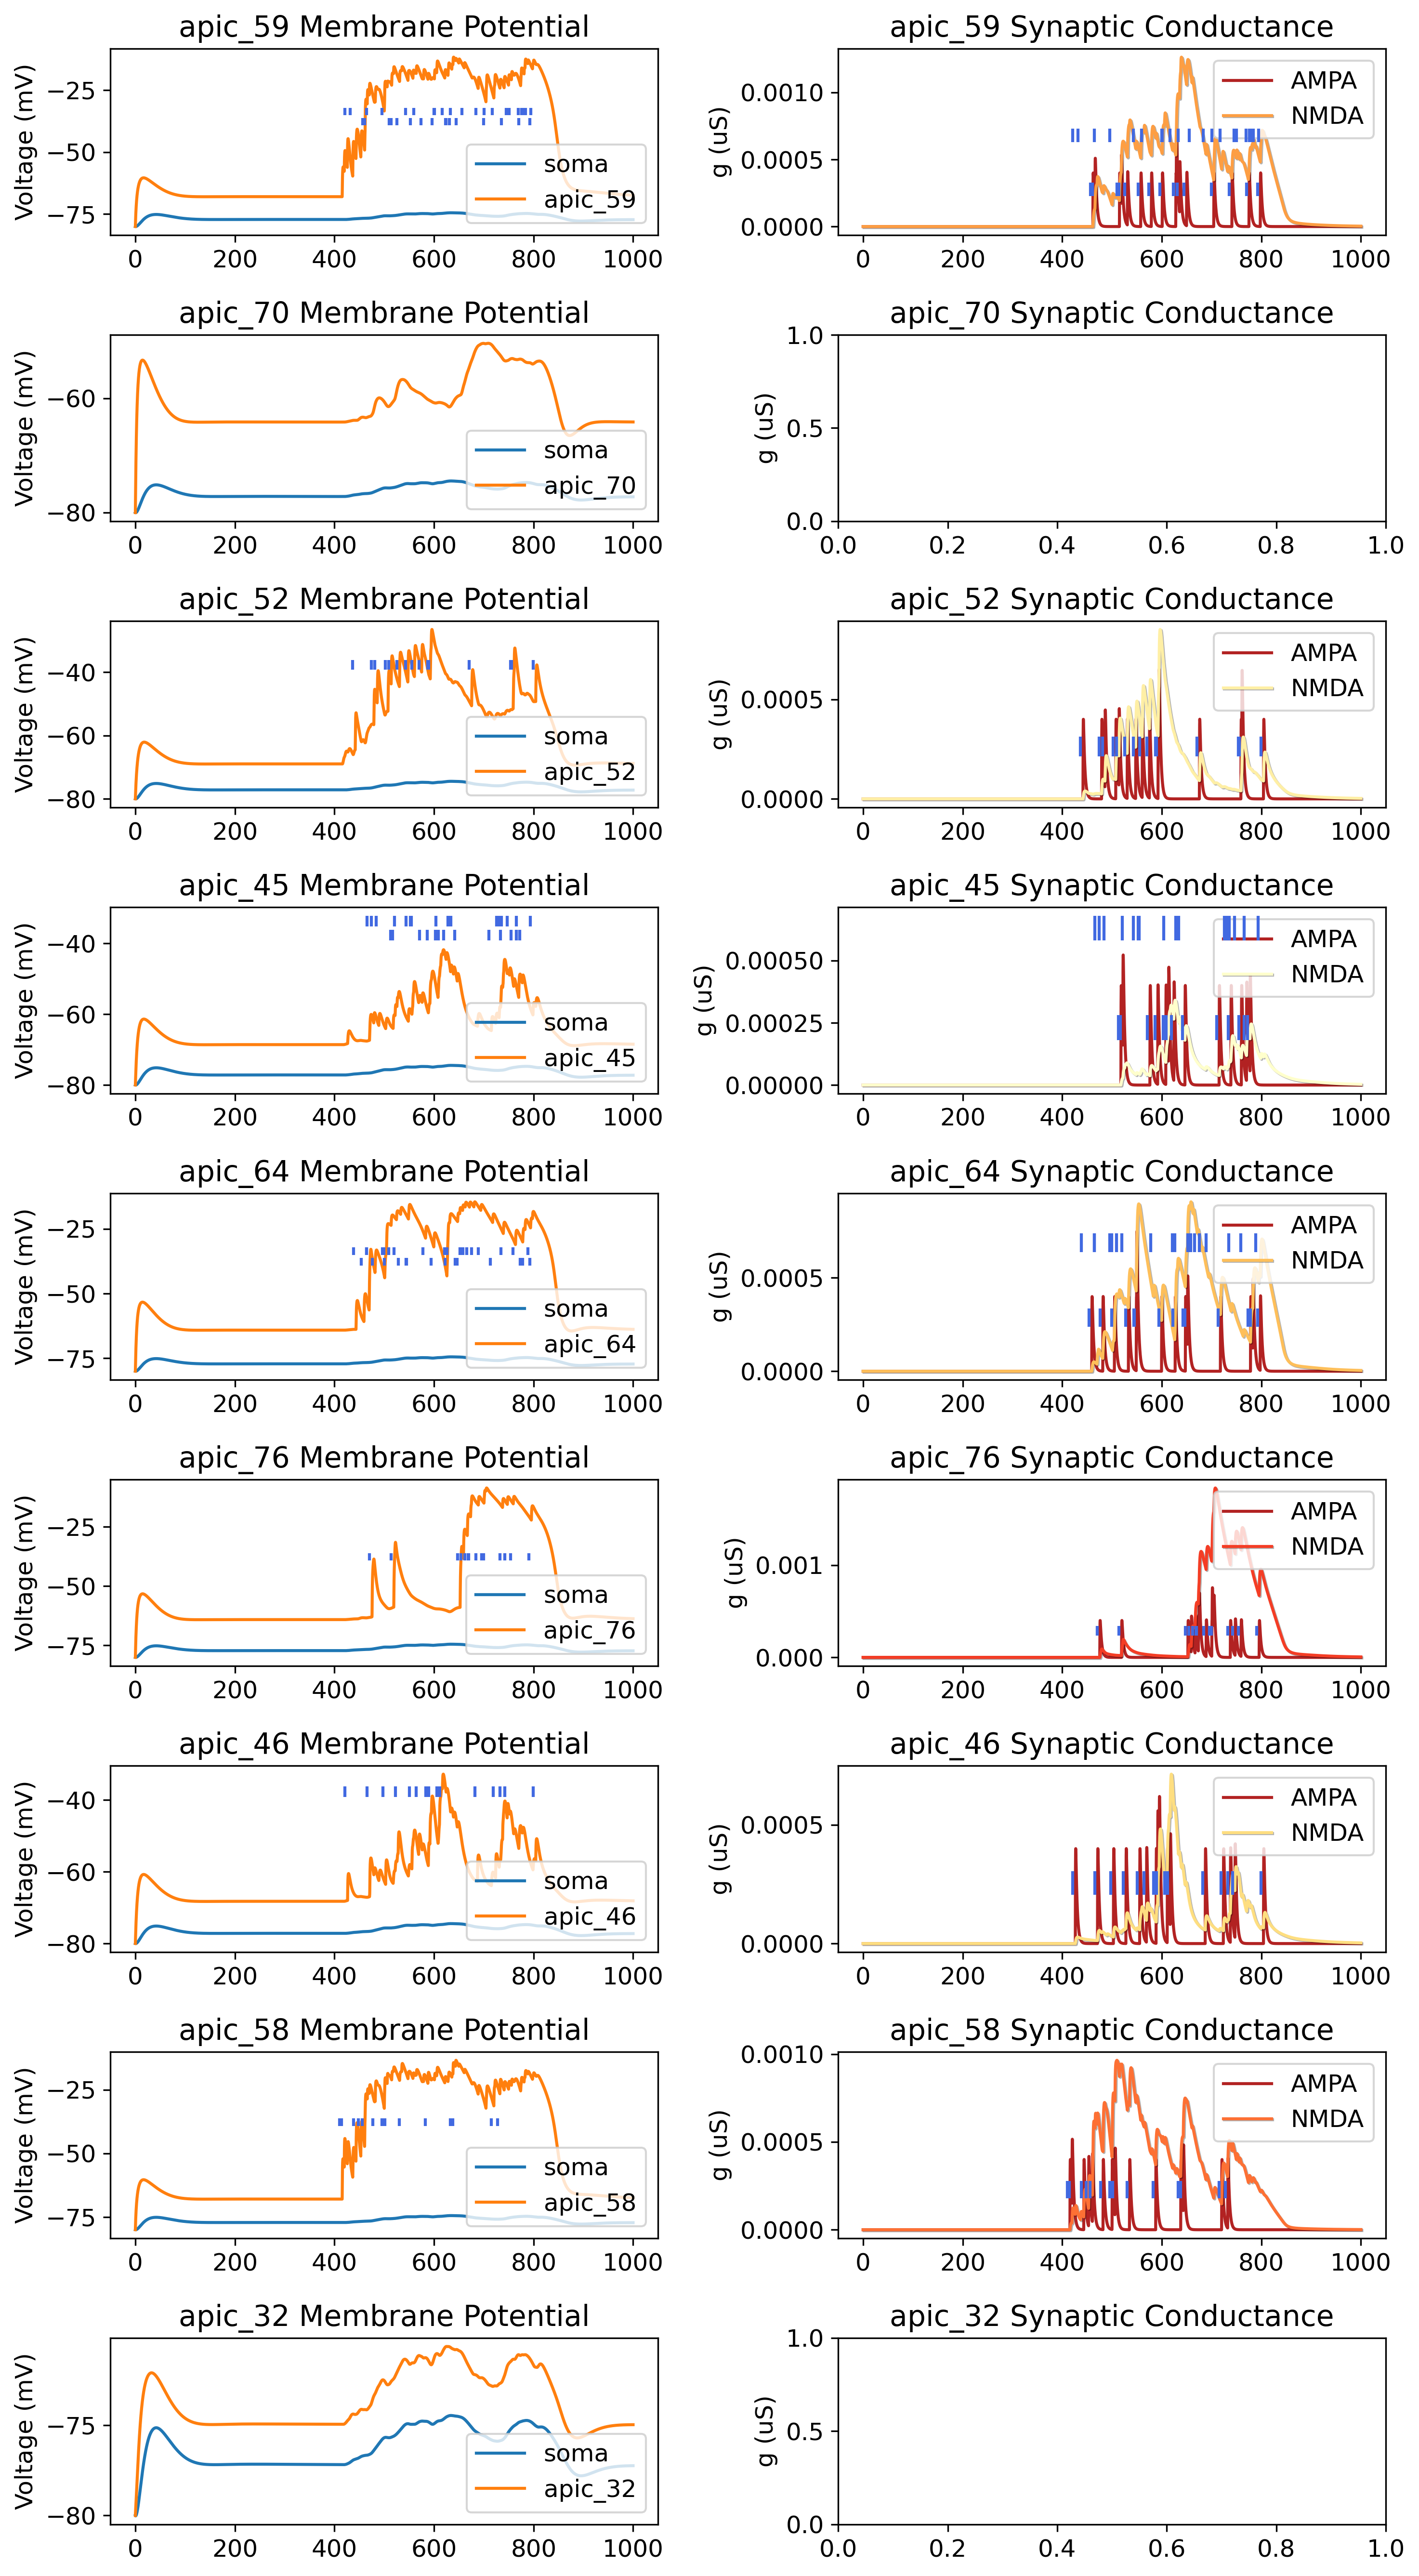 apic_59 Membrane Potential
Voltage (mV)
−25
−50
−75
soma
apic_59
0 200 400 600 800 1000
apic_59 Synaptic Conductance
g (uS)
0.0010
0.0005
0.0000
AMPA
NMDA
0 200 400 600 800 1000
apic_70 Membrane Potential
Voltage (mV)
−60
−80
soma
apic_70
0 200 400 600 800 1000
apic_70 Synaptic Conductance
g (uS)
1.0
0.5
0.0
0.0 0.2 0.4 0.6 0.8 1.0
apic_52 Membrane Potential
Voltage (mV)
−40
−60
−80
soma
apic_52
0 200 400 600 800 1000
apic_52 Synaptic Conductance
g (uS)
0.0005
0.0000
AMPA
NMDA
0 200 400 600 800 1000
apic_45 Membrane Potential
Voltage (mV)
−40
−60
−80
soma
apic_45
0 200 400 600 800 1000
apic_45 Synaptic Conductance
g (uS)
0.00050
0.00025
0.00000
AMPA
NMDA
0 200 400 600 800 1000
apic_64 Membrane Potential
Voltage (mV)
−25
−50
−75
soma
apic_64
0 200 400 600 800 1000
apic_64 Synaptic Conductance
g (uS)
0.0005
0.0000
AMPA
NMDA
0 200 400 600 800 1000
apic_76 Membrane Potential
Voltage (mV)
−25
−50
−75
soma
apic_76
0 200 400 600 800 1000
apic_76 Synaptic Conductance
g (uS)
0.001
0.000
AMPA
NMDA
0 200 400 600 800 1000
apic_46 Membrane Potential
Voltage (mV)
−40
−60
−80
soma
apic_46
0 200 400 600 800 1000
apic_46 Synaptic Conductance
g (uS)
0.0005
0.0000
AMPA
NMDA
0 200 400 600 800 1000
apic_58 Membrane Potential
Voltage (mV)
−25
−50
−75
soma
apic_58
0 200 400 600 800 1000
apic_58 Synaptic Conductance
g (uS)
0.0010
0.0005
0.0000
AMPA
NMDA
0 200 400 600 800 1000
apic_32 Membrane Potential
Voltage (mV)
−75
−80
soma
apic_32
0 200 400 600 800 1000
apic_32 Synaptic Conductance
g (uS)
1.0
0.5
0.0
0.0 0.2 0.4 0.6 0.8 1.0